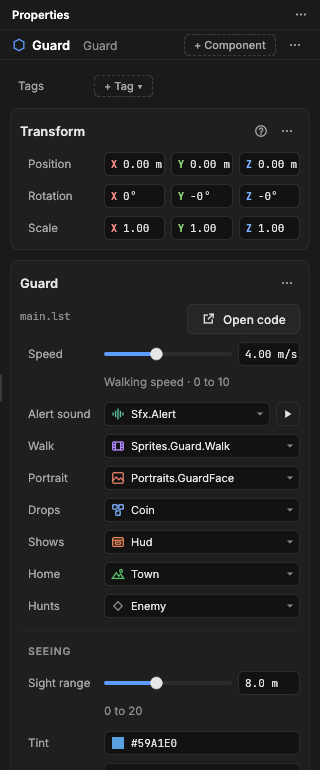 Properties
Guard Guard + Component
Tags + Tag
Transform
Position X 0.00 m Y 0.00 m Z 0.00 m
Rotation X 0° Y -0° Z -0°
Scale X 1.00 Y 1.00 Z 1.00
Guard
main.lst Open code
Speed 4.00 m/s
Walking speed · 0 to 10
Alert sound Sfx.Alert
Walk Sprites.Guard.Walk
Portrait Portraits.GuardFace
Drops Coin
Shows Hud
Home Town
Hunts Enemy
SEEING
Sight range 8.0 m
0 to 20
Tint #59A1E0